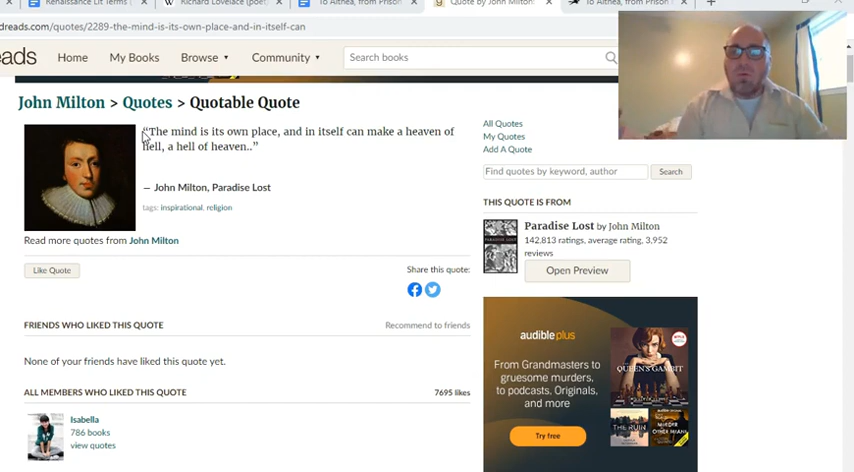 Renaissance Lit Terms
Richard Lovelace (poet)
To Althea, from Prison
Quote by John Milton:
To Althea, from Prison
dreads.com/quotes/2289-the-mind-is-its-own-place-and-in-itself-can
eads
Home
My Books
Browse ▾
Community ▾
Search books
John Milton > Quotes > Quotable Quote
“The mind is its own place, and in itself can make a heaven of
hell, a hell of heaven..”
― John Milton, Paradise Lost
tags: inspirational, religion
Read more quotes from John Milton
Like Quote
Share this quote:
FRIENDS WHO LIKED THIS QUOTE
Recommend to friends
None of your friends have liked this quote yet.
ALL MEMBERS WHO LIKED THIS QUOTE
7695 likes
Isabella
786 books
view quotes
All Quotes
My Quotes
Add A Quote
Find quotes by keyword, author
Search
THIS QUOTE IS FROM
Paradise Lost by John Milton
142,813 ratings, average rating, 3,952
reviews
Open Preview
audible plus
From Grandmasters to
gruesome murders,
to podcasts, Originals,
and more
Try free
QUEEN'S GAMBIT
THE RUIN